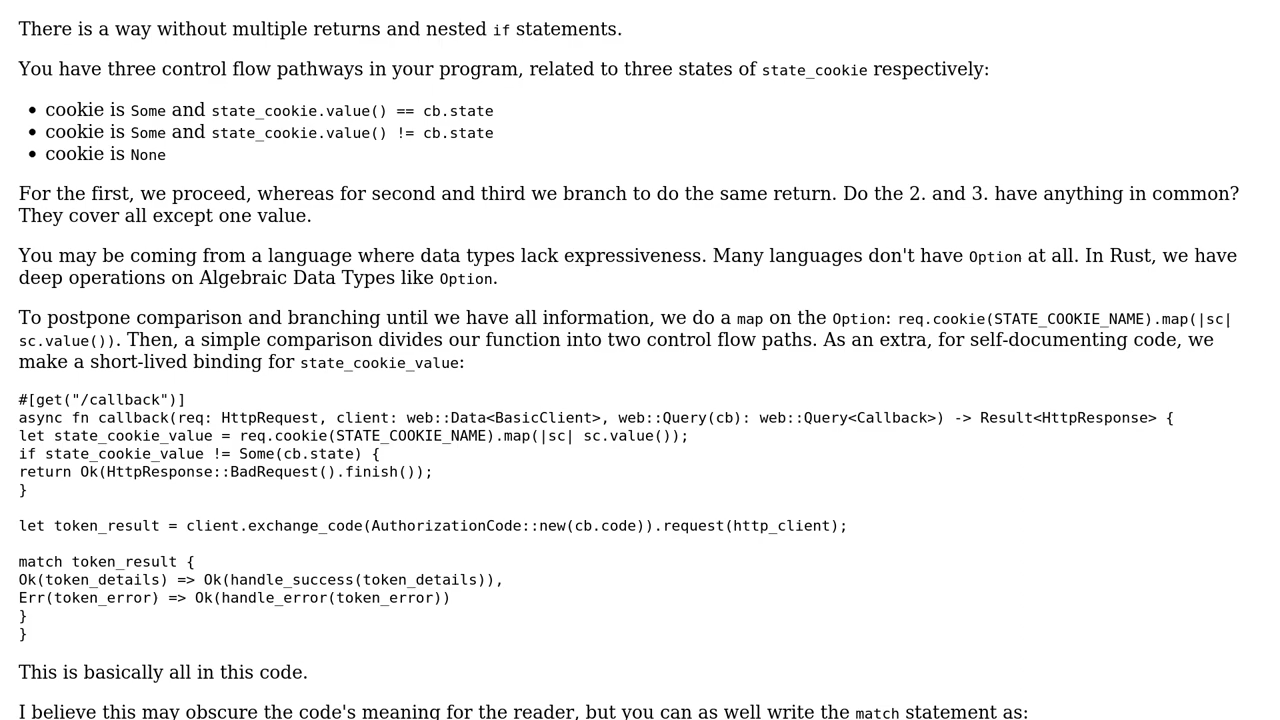 There is a way without multiple returns and nested if statements.
You have three control flow pathways in your program, related to three states of state_cookie respectively:
• cookie is Some and state_cookie.value() == cb.state
• cookie is Some and state_cookie.value() != cb.state
• cookie is None
For the first, we proceed, whereas for second and third we branch to do the same return. Do the 2. and 3. have anything in common?
They cover all except one value.
You may be coming from a language where data types lack expressiveness. Many languages don't have Option at all. In Rust, we have
deep operations on Algebraic Data Types like Option.
To postpone comparison and branching until we have all information, we do a map on the Option: req.cookie(STATE_COOKIE_NAME).map(|sc|
sc.value()). Then, a simple comparison divides our function into two control flow paths. As an extra, for self-documenting code, we
make a short-lived binding for state_cookie_value:
#[get("/callback")]
async fn callback(req: HttpRequest, client: web::Data<BasicClient>, web::Query(cb): web::Query<Callback>) -> Result<HttpResponse> {
let state_cookie_value = req.cookie(STATE_COOKIE_NAME).map(|sc| sc.value());
if state_cookie_value != Some(cb.state) {
return Ok(HttpResponse::BadRequest().finish());
}
let token_result = client.exchange_code(AuthorizationCode::new(cb.code)).request(http_client);
match token_result {
Ok(token_details) => Ok(handle_success(token_details)),
Err(token_error) => Ok(handle_error(token_error))
}
}
This is basically all in this code.
I believe this may obscure the code's meaning for the reader, but you can as well write the match statement as: